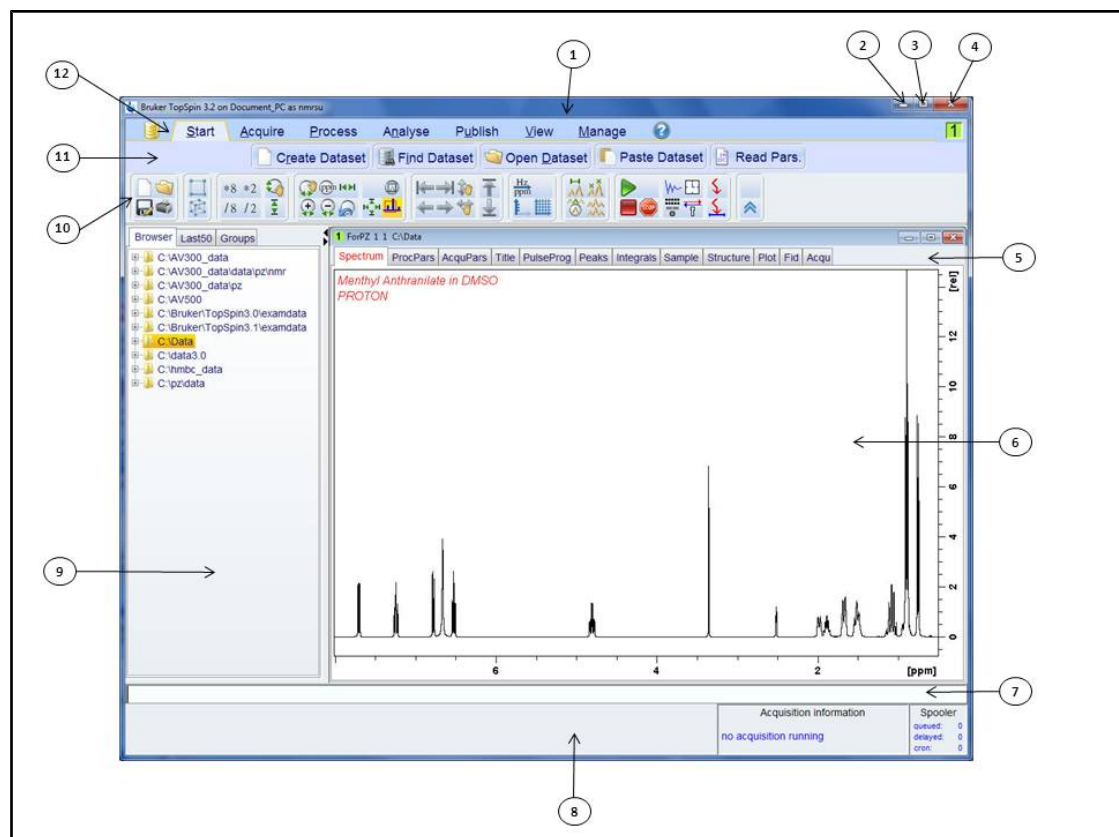 1
2
3
4
12
Bruker TopSpin 3.2 on Document_PC as nmrsu
Start Acquire Process Analyse Publish View Manage ? 1
11
Create Dataset Find Dataset Open Dataset Paste Dataset Read Pars.
*8 *2 ppm Hz ppm
/8 /2
10
Browser Last50 Groups
1 ForPZ 1 1 C:\Data
Spectrum ProcPars AcquPars Title PulseProg Peaks Integrals Sample Structure Plot Fid Acqu
5
C:\AV300_data
C:\AV300_data\data\pz\nmr
C:\AV300_data\pz
C:\AV500
C:\Bruker\TopSpin3.0\examdata
C:\Bruker\TopSpin3.1\examdata
C:\Data
C:\data3.0
C:\hmbc_data
C:\pz\data
Menthyl Anthranilate in DMSO
PROTON
[rel]
12
10
8
6
4
2
0
6
9
6 4 2 [ppm]
7
Acquisition information
no acquisition running
Spooler
queued: 0
delayed: 0
cron: 0
8